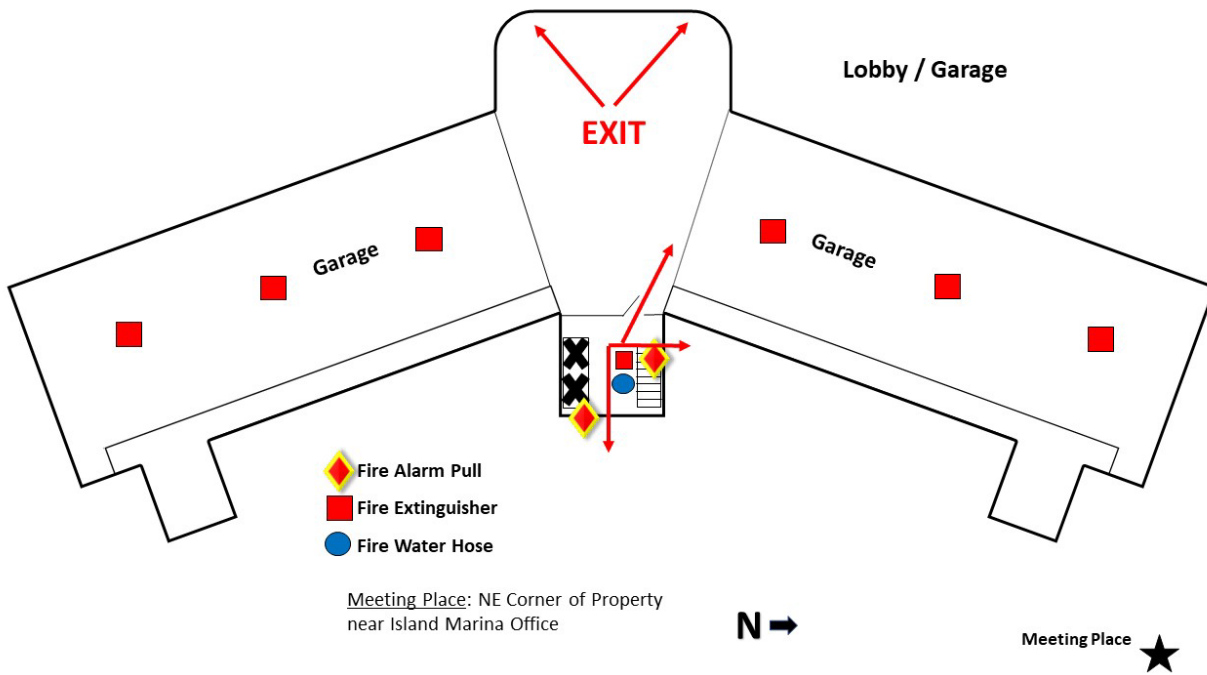 Lobby / Garage
EXIT
Garage
Garage
Fire Alarm Pull
Fire Extinguisher
Fire Water Hose
Meeting Place: NE Corner of Property
near Island Marina Office
N
Meeting Place